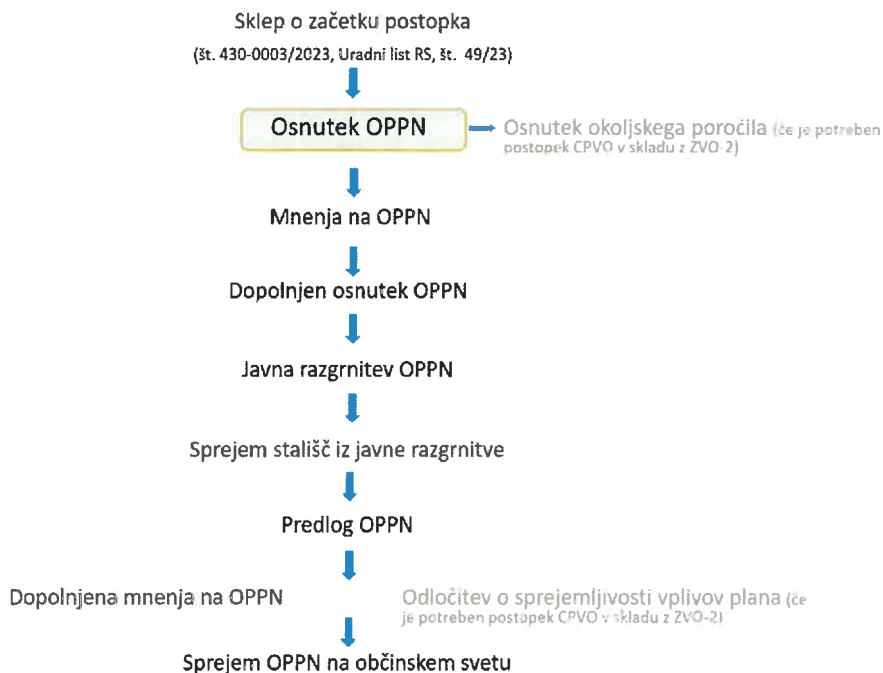 Sklep o začetku postopka
(št. 430-0003/2023, Uradni list RS, št. 49/23)
Osnutek OPPN
Osnutek okoljskega poročila (če je potreben
postopek CPVO v skladu z ZVO-2)
Mnenja na OPPN
Dopolnjen osnutek OPPN
Javna razgrnitev OPPN
Sprejem stališč iz javne razgrnitve
Predlog OPPN
Dopolnjena mnenja na OPPN
Odločitev o sprejemljivosti vplivov plana (če
je potreben postopek CPVO v skladu z ZVO-2)
Sprejem OPPN na občinskem svetu